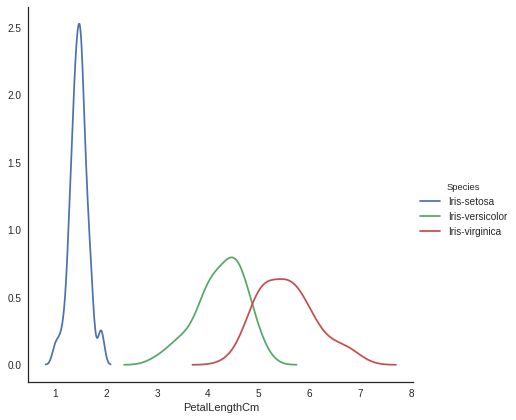 2.5
2.0
1.5
1.0
0.5
0.0
1 2 3 4 5 6 7 8
PetalLengthCm
Species
Iris-setosa
Iris-versicolor
Iris-virginica